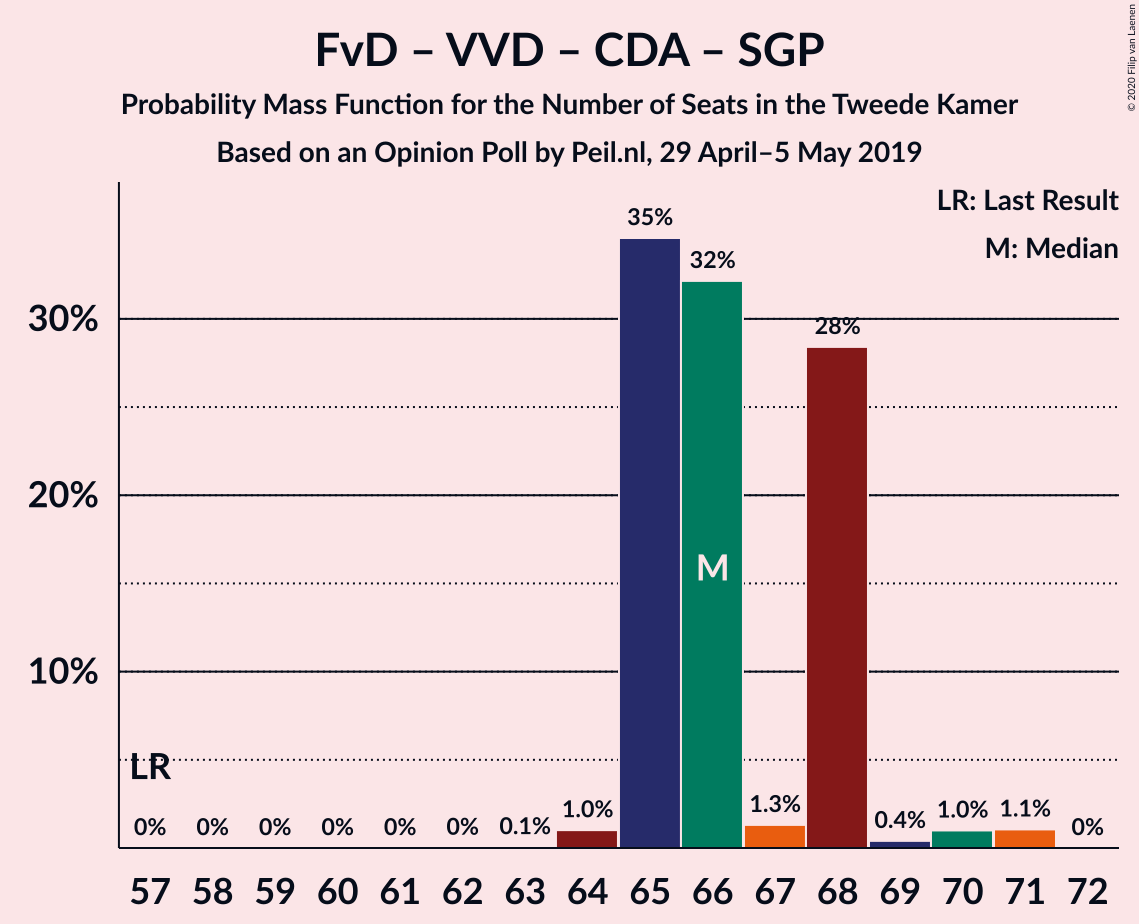 FvD – VVD – CDA – SGP
Probability Mass Function for the Number of Seats in the Tweede Kamer
Based on an Opinion Poll by Peil.nl, 29 April–5 May 2019
© 2020 Filip van Laenen
LR: Last Result
M: Median
35%
32%
30%
28%
20%
M
10%
LR
0% 0% 0% 0% 0% 0% 0.1% 1.0% 1.3% 0.4% 1.0% 1.1% 0%
57 58 59 60 61 62 63 64 65 66 67 68 69 70 71 72